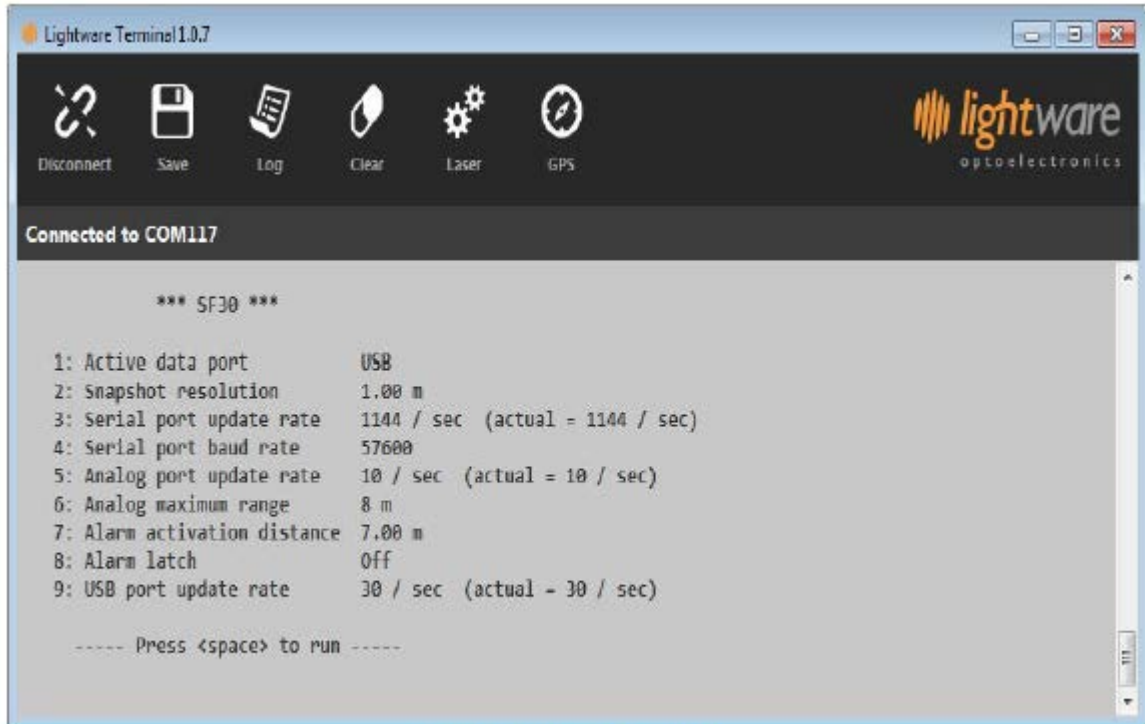 Lightware Terminal 1.0.7
Disconnect Save Log Clear Laser GPS
lightware
optoelectronics
Connected to COM117
*** SF30 ***
1: Active data port USB
2: Snapshot resolution 1.00 m
3: Serial port update rate 1144 / sec (actual = 1144 / sec)
4: Serial port baud rate 57600
5: Analog port update rate 10 / sec (actual = 10 / sec)
6: Analog maximum range 8 m
7: Alarm activation distance 7.00 m
8: Alarm latch Off
9: USB port update rate 30 / sec (actual = 30 / sec)
----- Press <space> to run -----